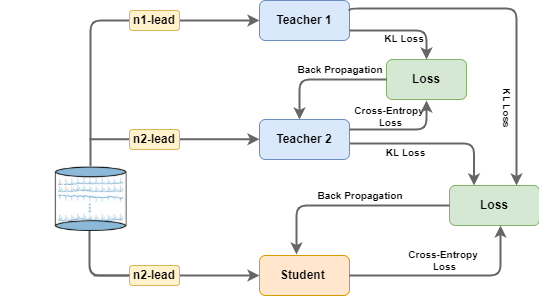 n1-lead
Teacher 1
KL Loss
Back Propagation
Loss
KL Loss
Cross-Entropy
Loss
n2-lead
Teacher 2
KL Loss
Back Propagation
Loss
Cross-Entropy
Loss
n2-lead
Student